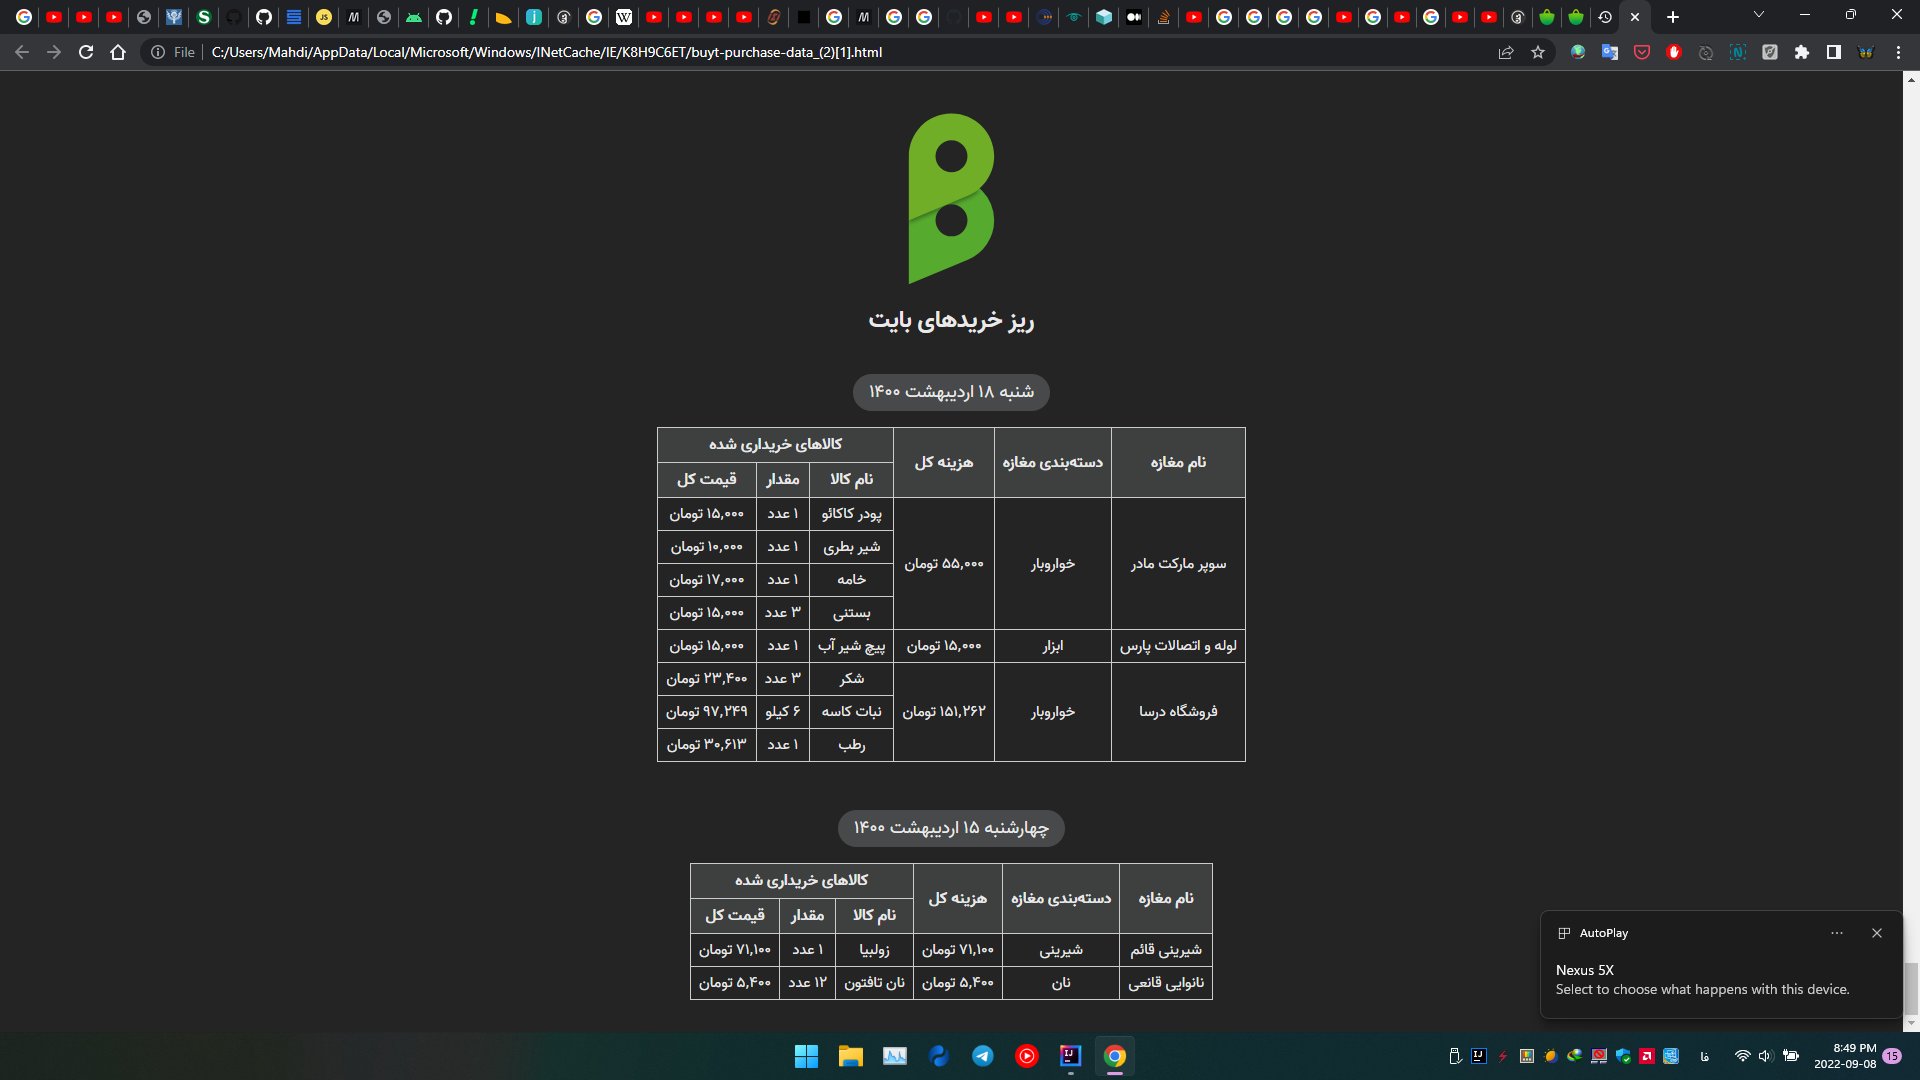 File
C:/Users/Mahdi/AppData/Local/Microsoft/Windows/INetCache/IE/K8H9C6ET/buyt-purchase-data_(2)[1].html
ریز خریدهای بایت
شنبه ۱۸ اردیبهشت ۱۴۰۰
نام مغازه دسته‌بندی مغازه هزینه کل کالاهای خریداری شده
نام کالا مقدار قیمت کل
سوپر مارکت مادر خواروبار ۵۵,۰۰۰ تومان پودر کاکائو ۱ عدد ۱۵,۰۰۰ تومان
شیر بطری ۱ عدد ۱۰,۰۰۰ تومان
خامه ۱ عدد ۱۷,۰۰۰ تومان
بستنی ۳ عدد ۱۵,۰۰۰ تومان
لوله و اتصالات پارس ابزار ۱۵,۰۰۰ تومان پیچ شیر آب ۱ عدد ۱۵,۰۰۰ تومان
فروشگاه درسا خواروبار ۱۵۱,۲۶۲ تومان شکر ۳ عدد ۲۳,۴۰۰ تومان
نبات کاسه ۶ کیلو ۹۷,۲۴۹ تومان
رطب ۱ عدد ۳۰,۶۱۳ تومان
چهارشنبه ۱۵ اردیبهشت ۱۴۰۰
نام مغازه دسته‌بندی مغازه هزینه کل کالاهای خریداری شده
نام کالا مقدار قیمت کل
شیرینی قائم شیرینی ۷۱,۱۰۰ تومان زولبیا ۱ عدد ۷۱,۱۰۰ تومان
نانوایی قانعی نان ۵,۴۰۰ تومان نان تافتون ۱۲ عدد ۵,۴۰۰ تومان
AutoPlay
Nexus 5X
Select to choose what happens with this device.
فا
8:49 PM
2022-09-08
15